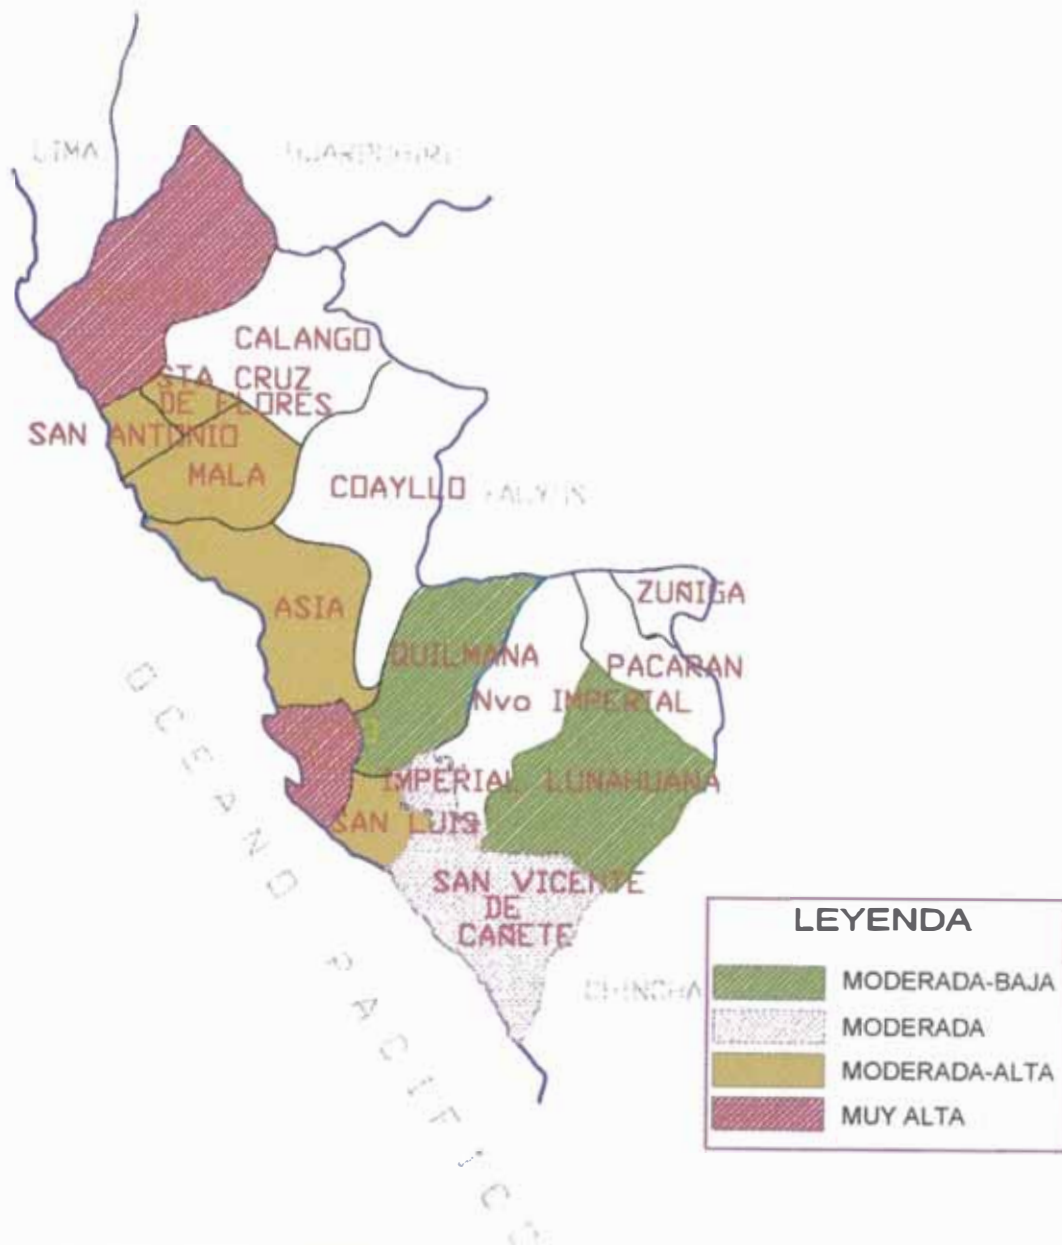 LIMA
CALANGO
STA CRUZ
DE FLORES
SAN ANTONIO
MALA
COAYLLO
ASIA
ZUÑIGA
QUILMANA
PACARAN
Nvo IMPERIAL
IMPERIAL
LUNAHUANA
SAN LUIS
SAN VICENTE
DE
CAÑETE
CHINCHA
OCEANO PACIFICO
LEYENDA
MODERADA-BAJA
MODERADA
MODERADA-ALTA
MUY ALTA